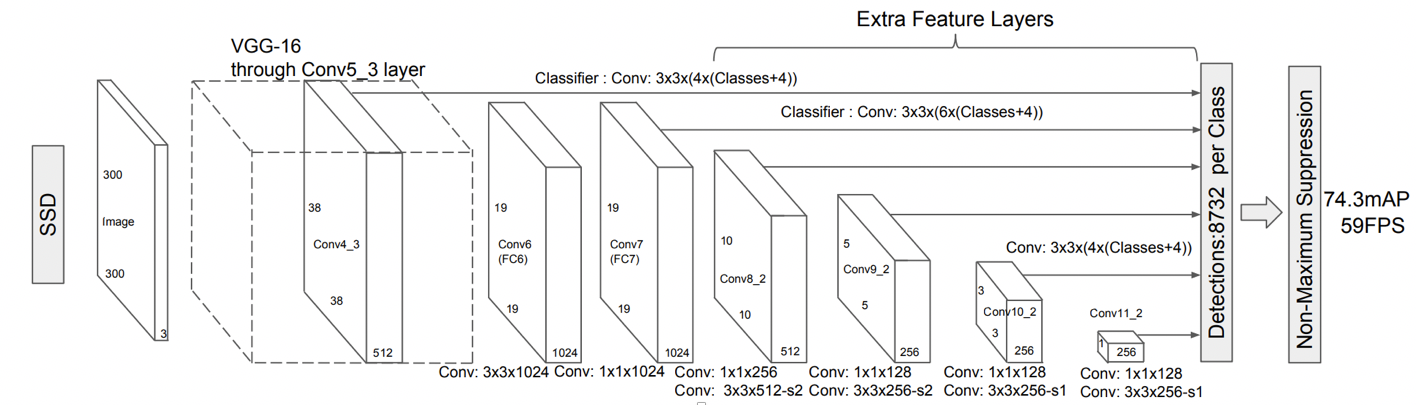 Extra Feature Layers
VGG-16
through Conv5_3 layer
Classifier : Conv: 3x3x(4x(Classes+4))
Classifier : Conv: 3x3x(6x(Classes+4))
SSD
300
Image
300
3
38
Conv4_3
38
512
19
Conv6
(FC6)
19
1024
19
Conv7
(FC7)
19
1024
10
Conv8_2
10
512
5
Conv9_2
5
256
Conv: 3x3x(4x(Classes+4))
3
Conv10_2
3
256
Conv11_2
1
256
Conv: 3x3x1024
Conv: 1x1x1024
Conv: 1x1x256
Conv: 3x3x512-s2
Conv: 1x1x128
Conv: 3x3x256-s2
Conv: 1x1x128
Conv: 3x3x256-s1
Conv: 1x1x128
Conv: 3x3x256-s1
Detections:8732 per Class
Non-Maximum Suppression
74.3mAP
59FPS